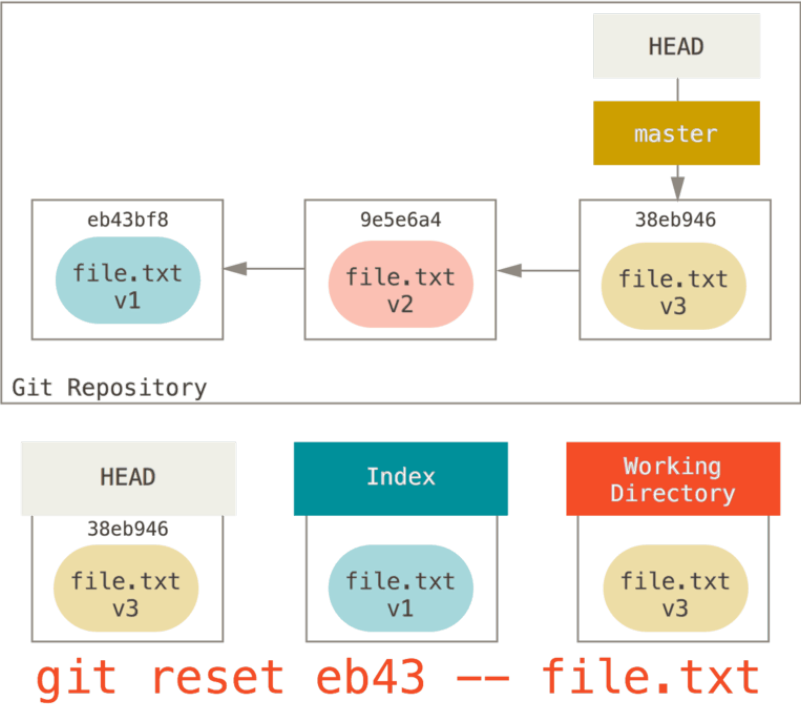 HEAD
master
eb43bf8
9e5e6a4
38eb946
file.txt
v1
file.txt
v2
file.txt
v3
Git Repository
HEAD
Index
Working
Directory
38eb946
file.txt
v3
file.txt
v1
file.txt
v3
git reset eb43 -- file.txt